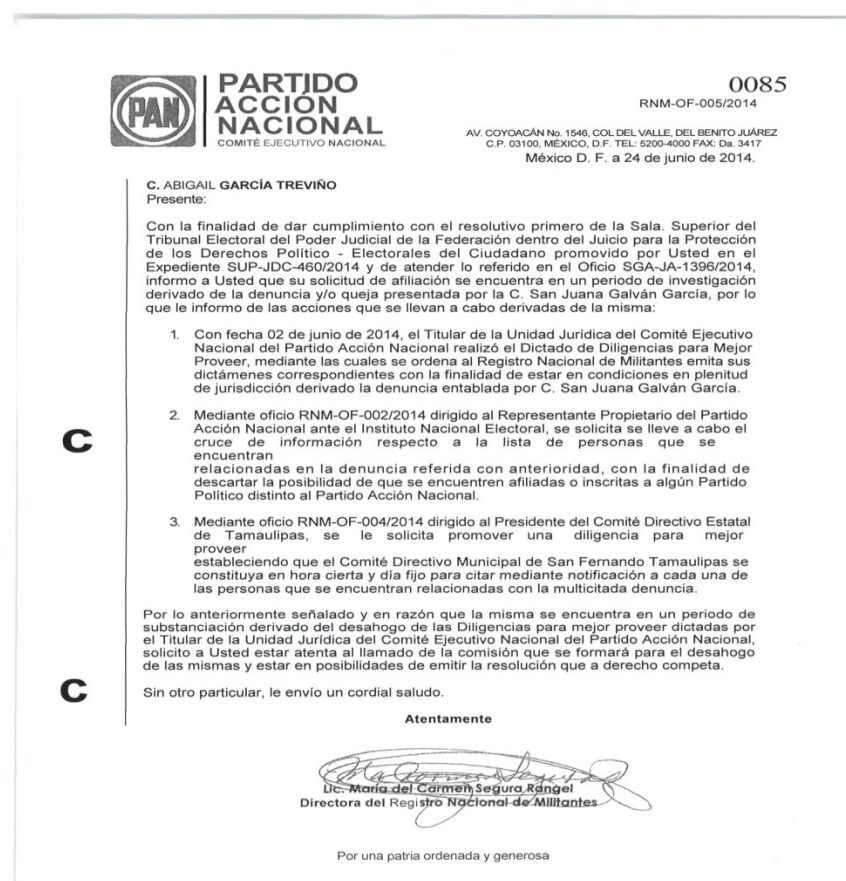 PAN
PARTIDO
ACCIÓN
NACIONAL
COMITÉ EJECUTIVO NACIONAL
0085
RNM-OF-005/2014
AV. COYOACÁN No. 1546, COL DEL VALLE, DEL BENITO JUÁREZ
C.P. 03100, MÉXICO, D.F. TEL: 5200-4000 FAX: Da. 3417
México D. F. a 24 de junio de 2014.
C. ABIGAIL GARCÍA TREVIÑO
Presente:
Con la finalidad de dar cumplimiento con el resolutivo primero de la Sala. Superior del
Tribunal Electoral del Poder Judicial de la Federación dentro del Juicio para la Protección
de los Derechos Político - Electorales del Ciudadano promovido por Usted en el
Expediente SUP-JDC-460/2014 y de atender lo referido en el Oficio SGA-JA-1396/2014,
informo a Usted que su solicitud de afiliación se encuentra en un periodo de investigación
derivado de la denuncia y/o queja presentada por la C. San Juana Galván García, por lo
que le informo de las acciones que se llevan a cabo derivadas de la misma:
1. Con fecha 02 de junio de 2014, el Titular de la Unidad Jurídica del Comité Ejecutivo
Nacional del Partido Acción Nacional realizó el Dictado de Diligencias para Mejor
Proveer, mediante las cuales se ordena al Registro Nacional de Militantes emita sus
dictámenes correspondientes con la finalidad de estar en condiciones en plenitud
de jurisdicción derivado la denuncia entablada por C. San Juana Galván García.
2. Mediante oficio RNM-OF-002/2014 dirigido al Representante Propietario del Partido
Acción Nacional ante el Instituto Nacional Electoral, se solicita se lleve a cabo el
cruce de información respecto a la lista de personas que se
encuentran
relacionadas en la denuncia referida con anterioridad, con la finalidad de
descartar la posibilidad de que se encuentren afiliadas o inscritas a algún Partido
Político distinto al Partido Acción Nacional.
C
3. Mediante oficio RNM-OF-004/2014 dirigido al Presidente del Comité Directivo Estatal
de Tamaulipas, se le solicita promover una diligencia para mejor
proveer
estableciendo que el Comité Directivo Municipal de San Fernando Tamaulipas se
constituya en hora cierta y día fijo para citar mediante notificación a cada una de
las personas que se encuentran relacionadas con la multicitada denuncia.
Por lo anteriormente señalado y en razón que la misma se encuentra en un periodo de
substanciación derivado del desahogo de las Diligencias para mejor proveer dictadas por
el Titular de la Unidad Jurídica del Comité Ejecutivo Nacional del Partido Acción Nacional,
solicito a Usted estar atenta al llamado de la comisión que se formará para el desahogo
de las mismas y estar en posibilidades de emitir la resolución que a derecho competa.
C
Sin otro particular, le envío un cordial saludo.
Atentamente
Lic. María del Carmen Segura Rángel
Directora del Registro Nacional de Militantes
Por una patria ordenada y generosa